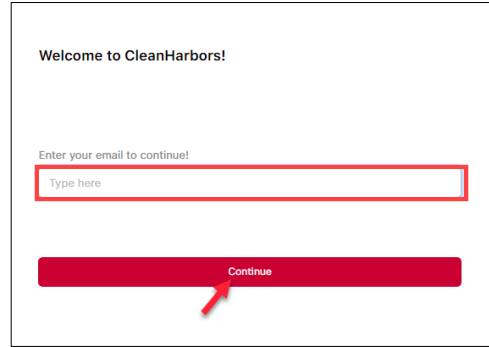 Welcome to CleanHarbors!
Enter your email to continue!
Type here
Continue